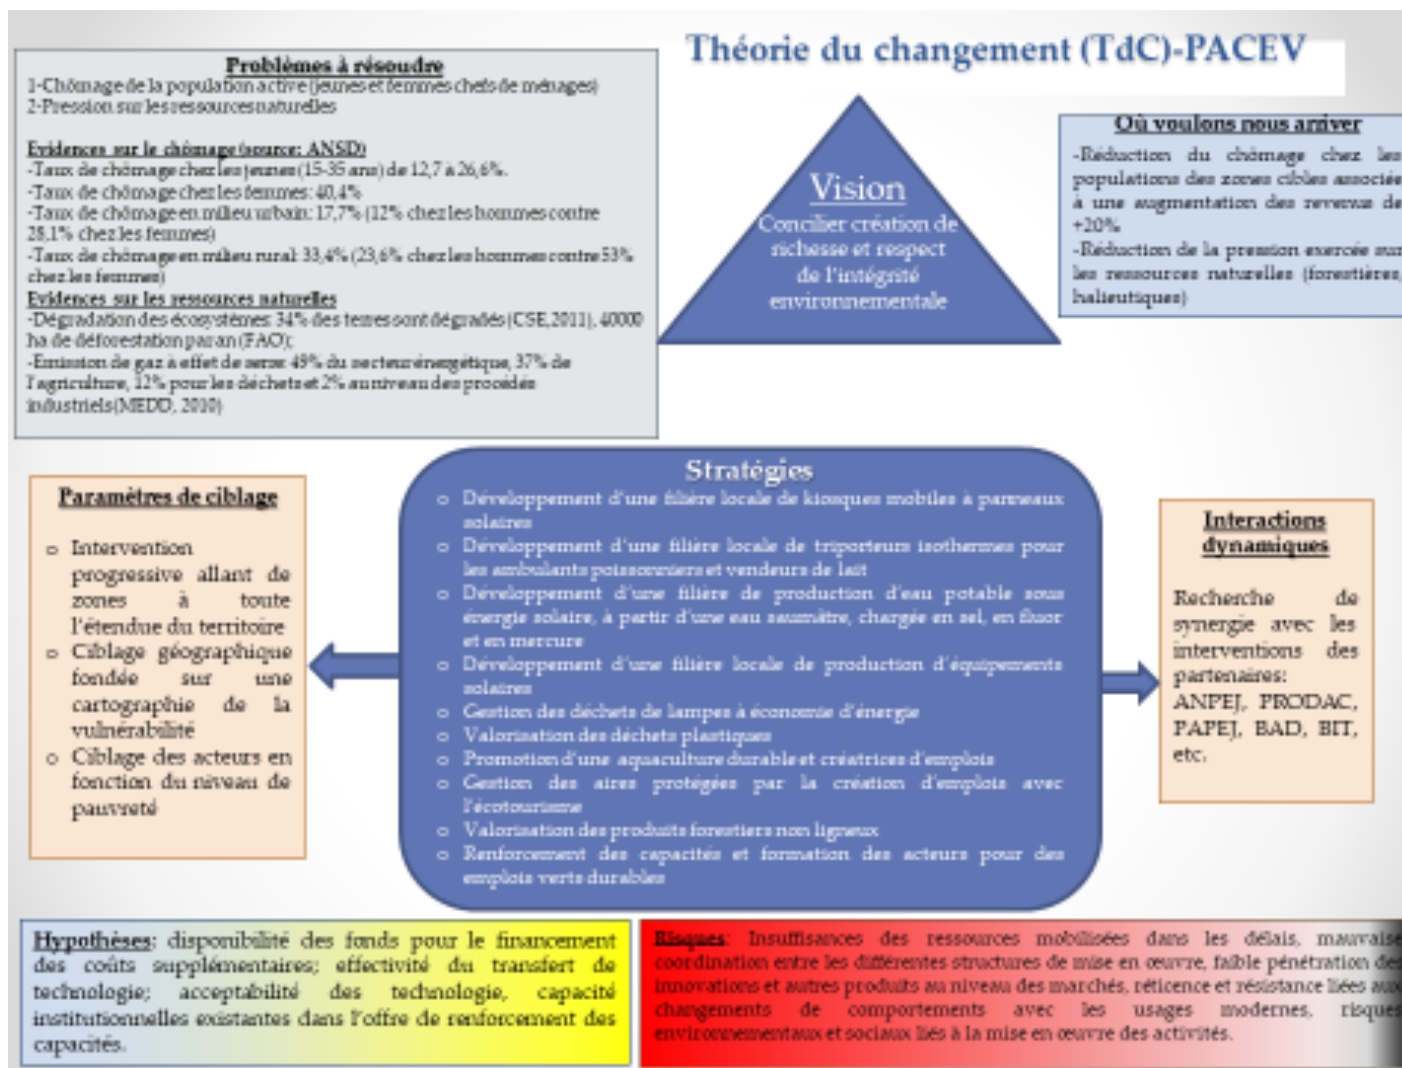 Théorie du changement (TdC)-PACEV
Problèmes à résoudre
1-Chômage de la population active (jeunes et femmes chefs de ménages)
2-Pression sur les ressources naturelles
Evidences sur le chômage (source: ANSD)
-Taux de chômage chez les jeunes (15-35 ans) de 12,7 à 26,6%.
-Taux de chômage chez les femmes: 40,4%
-Taux de chômage en milieu urbain: 17,7% (12% chez les hommes contre
28,1% chez les femmes)
-Taux de chômage en milieu rural: 33,4% (23,6% chez les hommes contre 53%
chez les femmes)
Evidences sur les ressources naturelles
-Dégradation des écosystèmes: 34% des terres sont dégradés (CSE,2011), 40000
ha de déforestation par an (FAO);
-Emission de gaz à effet de serre: 49% du secteur énergétique, 37% de
l'agriculture, 12% pour les déchets et 2% au niveau des procédés
industriels (MEDD, 2010)
Vision
Concilier création de
richesse et respect
de l'intégrité
environnementale
Où voulons nous arriver
-Réduction du chômage chez les
populations des zones cibles associée
à une augmentation des revenus de
+20%
-Réduction de la pression exercée sur
les ressources naturelles (forestières,
halieutiques)
Paramètres de ciblage
o Intervention
progressive allant de
zones à toute
l'étendue du territoire
o Ciblage géographique
fondée sur une
cartographie de la
vulnérabilité
o Ciblage des acteurs en
fonction du niveau de
pauvreté
Stratégies
o Développement d'une filière locale de kiosques mobiles à panneaux
solaires
o Développement d'une filière locale de triporteurs isothermes pour
les ambulants poissonniers et vendeurs de lait
o Développement d'une filière de production d'eau potable sous
énergie solaire, à partir d'une eau saumâtre, chargée en sel, en fluor
et en mercure
o Développement d'une filière locale de production d'équipements
solaires
o Gestion des déchets de lampes à économie d'énergie
o Valorisation des déchets plastiques
o Promotion d'une aquaculture durable et créatrices d'emplois
o Gestion des aires protégées par la création d'emplois avec
l'écotourisme
o Valorisation des produits forestiers non ligneux
o Renforcement des capacités et formation des acteurs pour des
emplois verts durables
Interactions
dynamiques
Recherche de
synergie avec les
interventions des
partenaires:
ANPEJ, PRODAC,
PAPEJ, BAD, BIT,
etc.
Hypothèses: disponibilité des fonds pour le financement
des coûts supplémentaires; effectivité du transfert de
technologie; acceptabilité des technologie, capacité
institutionnelles existantes dans l'offre de renforcement des
capacités.
Risques: Insuffisances des ressources mobilisées dans les délais, mauvaise
coordination entre les différentes structures de mise en œuvre, faible pénétration des
innovations et autres produits au niveau des marchés, réticence et résistance liées aux
changements de comportements avec les usages modernes, risques
environnementaux et sociaux liés à la mise en œuvre des activités.